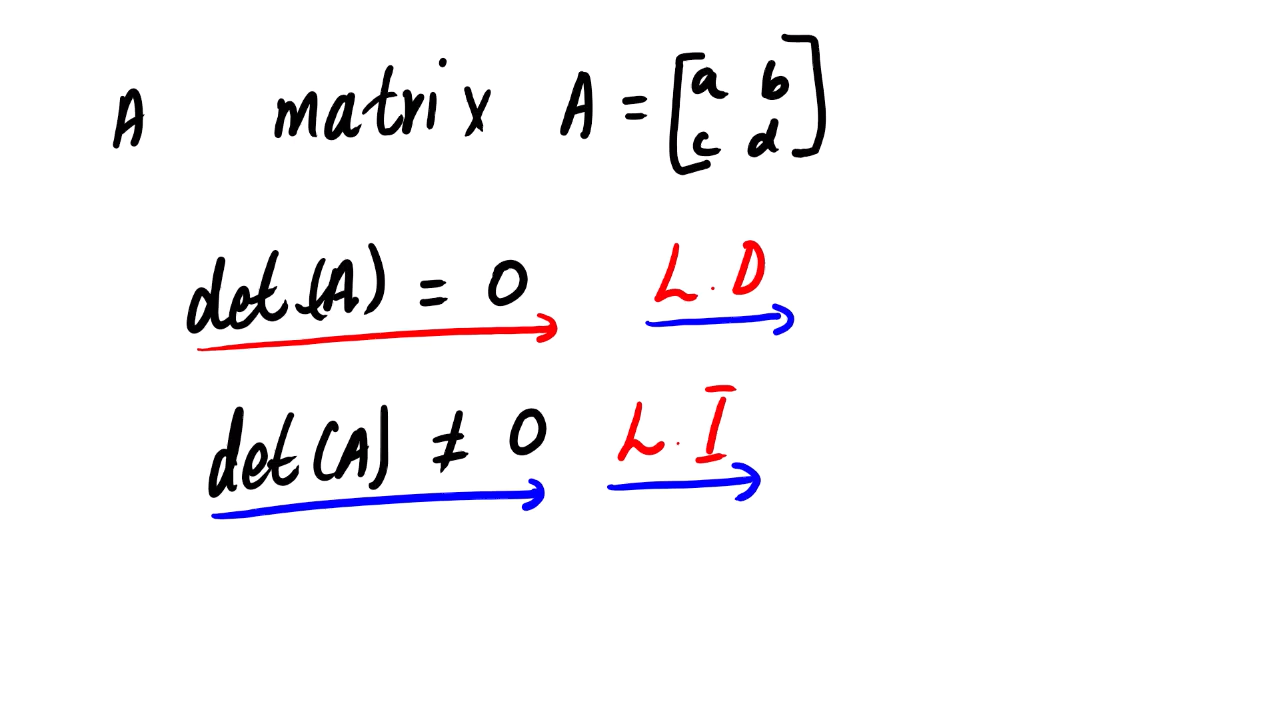 A matrix A = [a b
c d]
det.(A) = 0 L.D
det(A) ≠ 0 L.I